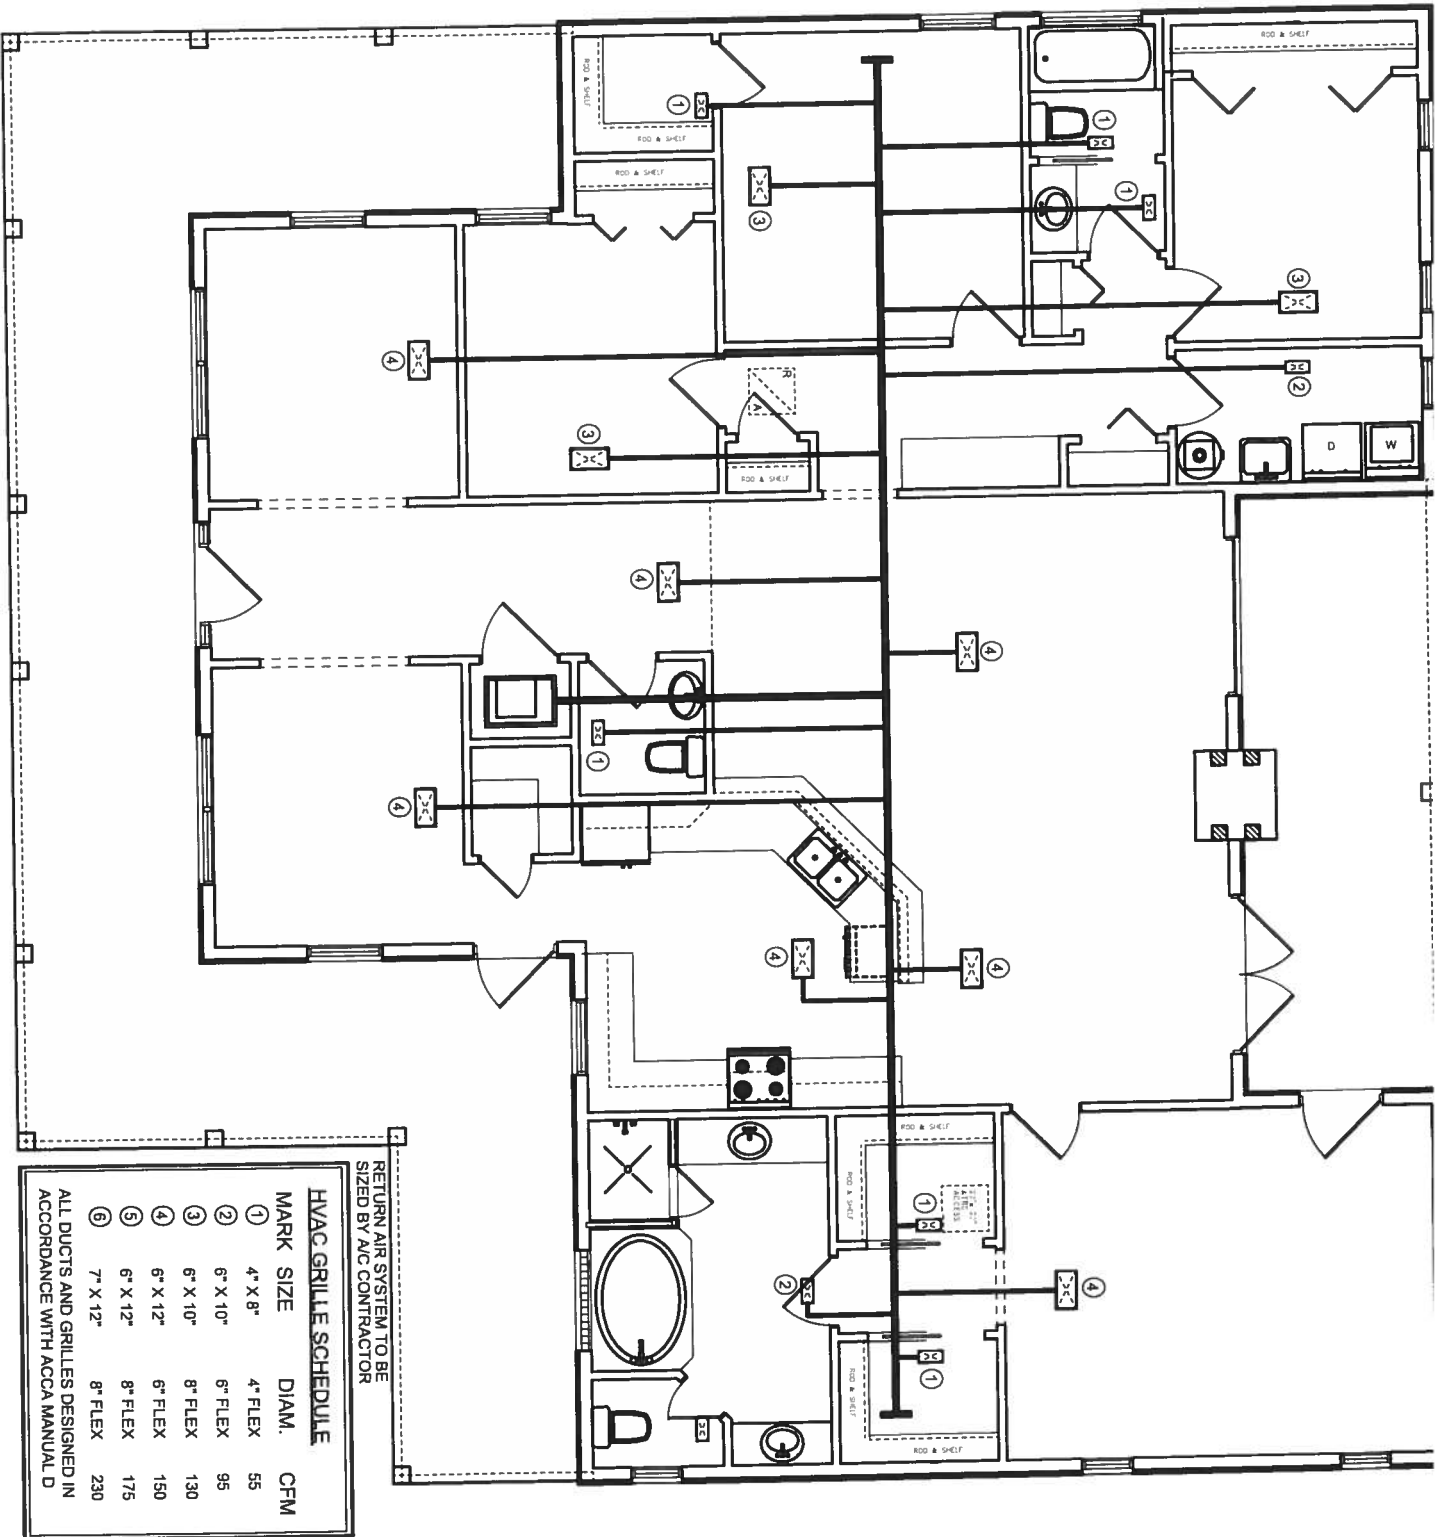 ROD & SHELF
ROD & SHELF
ROD & SHELF
ROD & SHELF
1
1
1
3
3
4
2
R
A
3
ROD & SHELF
D
W
4
4
1
4
4
4
ROD & SHELF
ROD & SHELF
ATTIC
ACCESS
1
2
4
1
ROD & SHELF
ROD & SHELF
RETURN AIR SYSTEM TO BE
SIZED BY A/C CONTRACTOR
HVAC GRILLE SCHEDULE
MARK SIZE DIAM. CFM
1 4" X 8" 4" FLEX 55
2 6" X 10" 6" FLEX 95
3 6" X 10" 8" FLEX 130
4 6" X 12" 6" FLEX 150
5 6" X 12" 8" FLEX 175
6 7" X 12" 8" FLEX 230
ALL DUCTS AND GRILLES DESIGNED IN
ACCORDANCE WITH ACCA MANUAL D